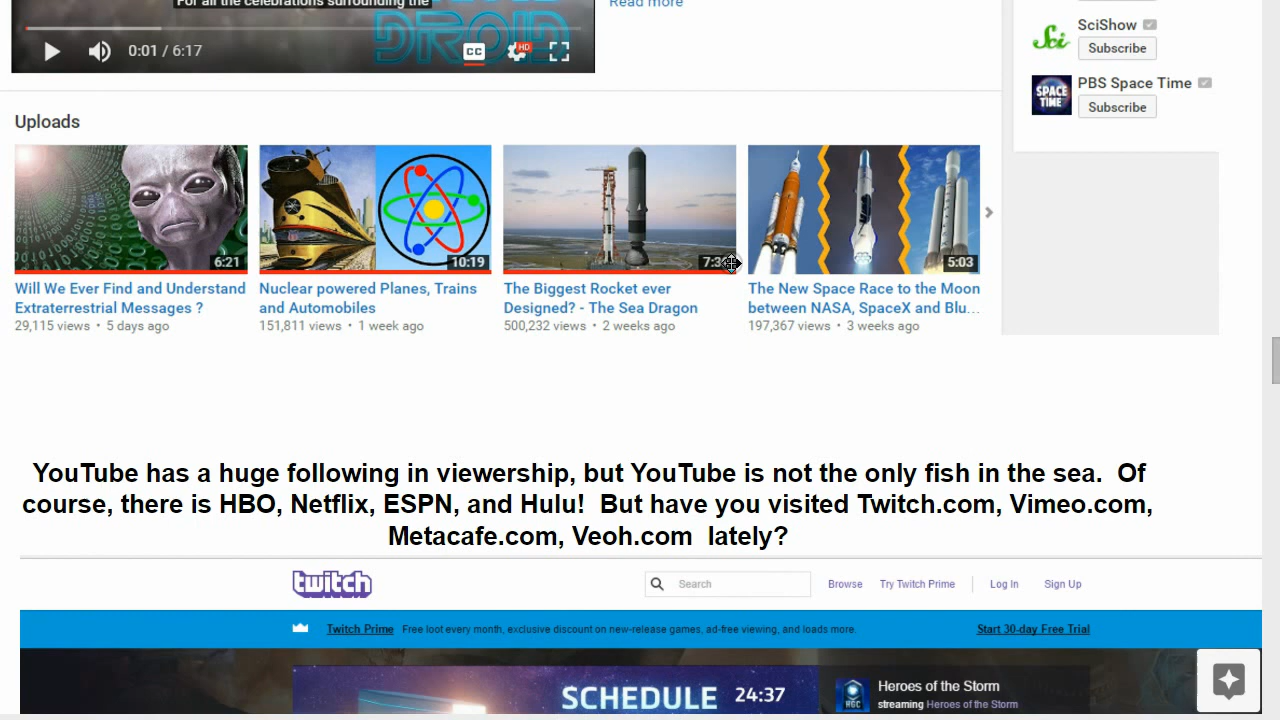 For all the celebrations surrounding the
Read more
DROID
0:01 / 6:17
CC
HD
SciShow
Sci
Subscribe
PBS Space Time
SPACE TIME
Subscribe
Uploads
6:21
10:19
5:03
Will We Ever Find and Understand
Extraterrestrial Messages ?
29,115 views • 5 days ago
Nuclear powered Planes, Trains
and Automobiles
151,811 views • 1 week ago
The Biggest Rocket ever
Designed? - The Sea Dragon
500,232 views • 2 weeks ago
The New Space Race to the Moon
between NASA, SpaceX and Blu...
197,367 views • 3 weeks ago
YouTube has a huge following in viewership, but YouTube is not the only fish in the sea.  Of
course, there is HBO, Netflix, ESPN, and Hulu!  But have you visited Twitch.com, Vimeo.com,
Metacafe.com, Veoh.com  lately?
twitch
Search
Browse
Try Twitch Prime
Log In
Sign Up
Twitch Prime Free loot every month, exclusive discount on new-release games, ad-free viewing, and loads more.
Start 30-day Free Trial
SCHEDULE 24:37
HGC
Heroes of the Storm
streaming Heroes of the Storm